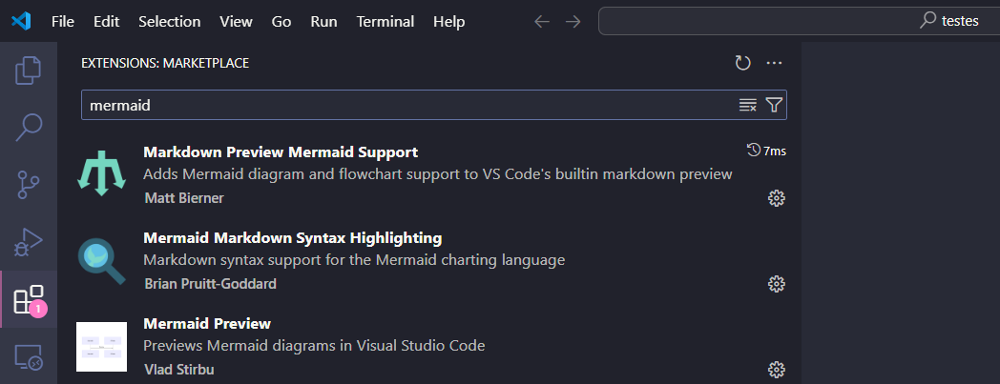 File Edit Selection View Go Run Terminal Help testes
EXTENSIONS: MARKETPLACE
mermaid
Markdown Preview Mermaid Support 7ms
Adds Mermaid diagram and flowchart support to VS Code's builtin markdown preview
Matt Bierner
Mermaid Markdown Syntax Highlighting
Markdown syntax support for the Mermaid charting language
Brian Pruitt-Goddard
1
Mermaid Preview
Previews Mermaid diagrams in Visual Studio Code
Vlad Stirbu